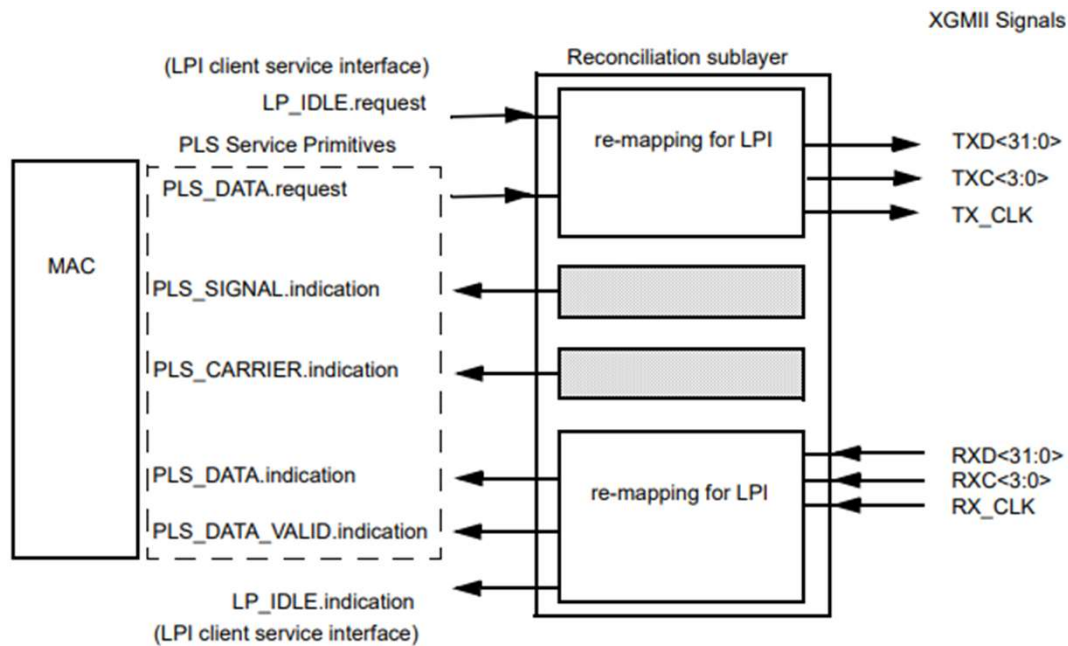 XGMII Signals
Reconciliation sublayer
(LPI client service interface)
LP_IDLE.request
PLS Service Primitives
PLS_DATA.request
re-mapping for LPI
TXD<31:0>
TXC<3:0>
TX_CLK
MAC
PLS_SIGNAL.indication
PLS_CARRIER.indication
PLS_DATA.indication
PLS_DATA_VALID.indication
re-mapping for LPI
RXD<31:0>
RXC<3:0>
RX_CLK
LP_IDLE.indication
(LPI client service interface)